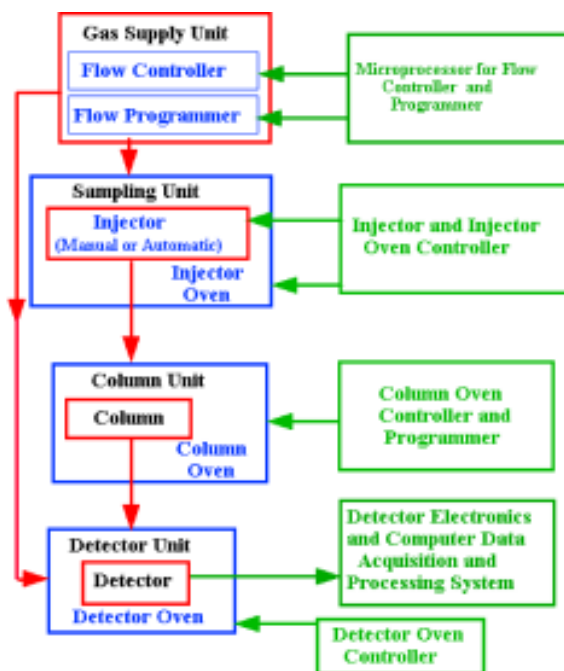 Gas Supply Unit
Flow Controller
Flow Programmer
Microprocessor for Flow
Controller and
Programmer
Sampling Unit
Injector
(Manual or Automatic)
Injector
Oven
Injector and Injector
Oven Controller
Column Unit
Column
Column
Oven
Column Oven
Controller and
Programmer
Detector Unit
Detector
Detector Oven
Detector Electronics
and Computer Data
Acquisition and
Processing System
Detector Oven
Controller